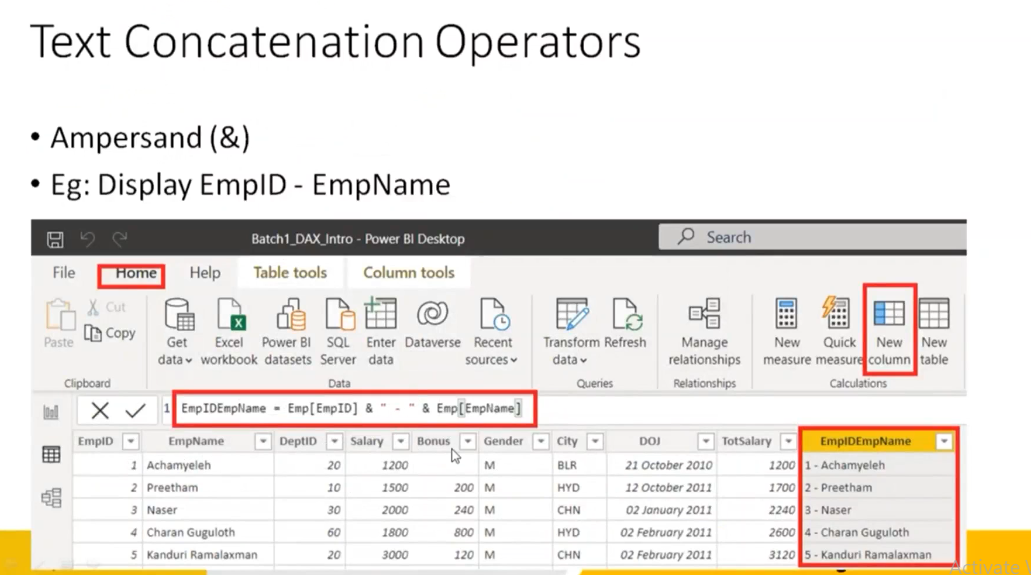 Text Concatenation Operators
• Ampersand (&)
• Eg: Display EmpID - EmpName
Batch1_DAX_Intro - Power BI Desktop
Search
File Home Help Table tools Column tools
Paste
Cut
Copy
Clipboard
Get data
Excel workbook
Power BI datasets
SQL Server
Enter data
Dataverse
Recent sources
Data
Transform data
Refresh
Queries
Manage relationships
Relationships
New measure
Quick measure
New column
New table
Calculations
1 EmpIDEmpName = Emp[EmpID] & " - " & Emp[EmpName]
EmpID EmpName DeptID Salary Bonus Gender City DOJ TotSalary EmpIDEmpName
1 Achamyeleh 20 1200 M BLR 21 October 2010 1200 1 - Achamyeleh
2 Preetham 10 1500 200 M HYD 12 October 2011 1700 2 - Preetham
3 Naser 30 2000 240 M CHN 02 January 2011 2240 3 - Naser
4 Charan Guguloth 60 1800 800 M HYD 02 February 2011 2600 4 - Charan Guguloth
5 Kanduri Ramalaxman 20 3000 120 M CHN 02 February 2011 3120 5 - Kanduri Ramalaxman
Activate